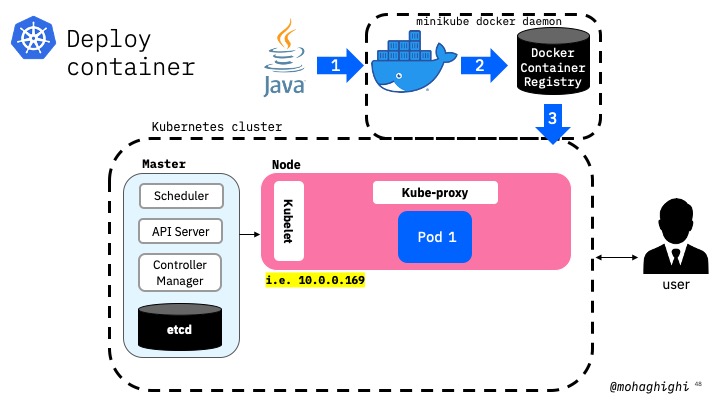 Deploy
container
minikube docker daemon
Java
1
2
Docker
Container
Registry
3
Kubernetes cluster
Master
Scheduler
API Server
Controller
Manager
etcd
Node
Kubelet
Kube-proxy
Pod 1
i.e. 10.0.0.169
user
@mohaghighi 48